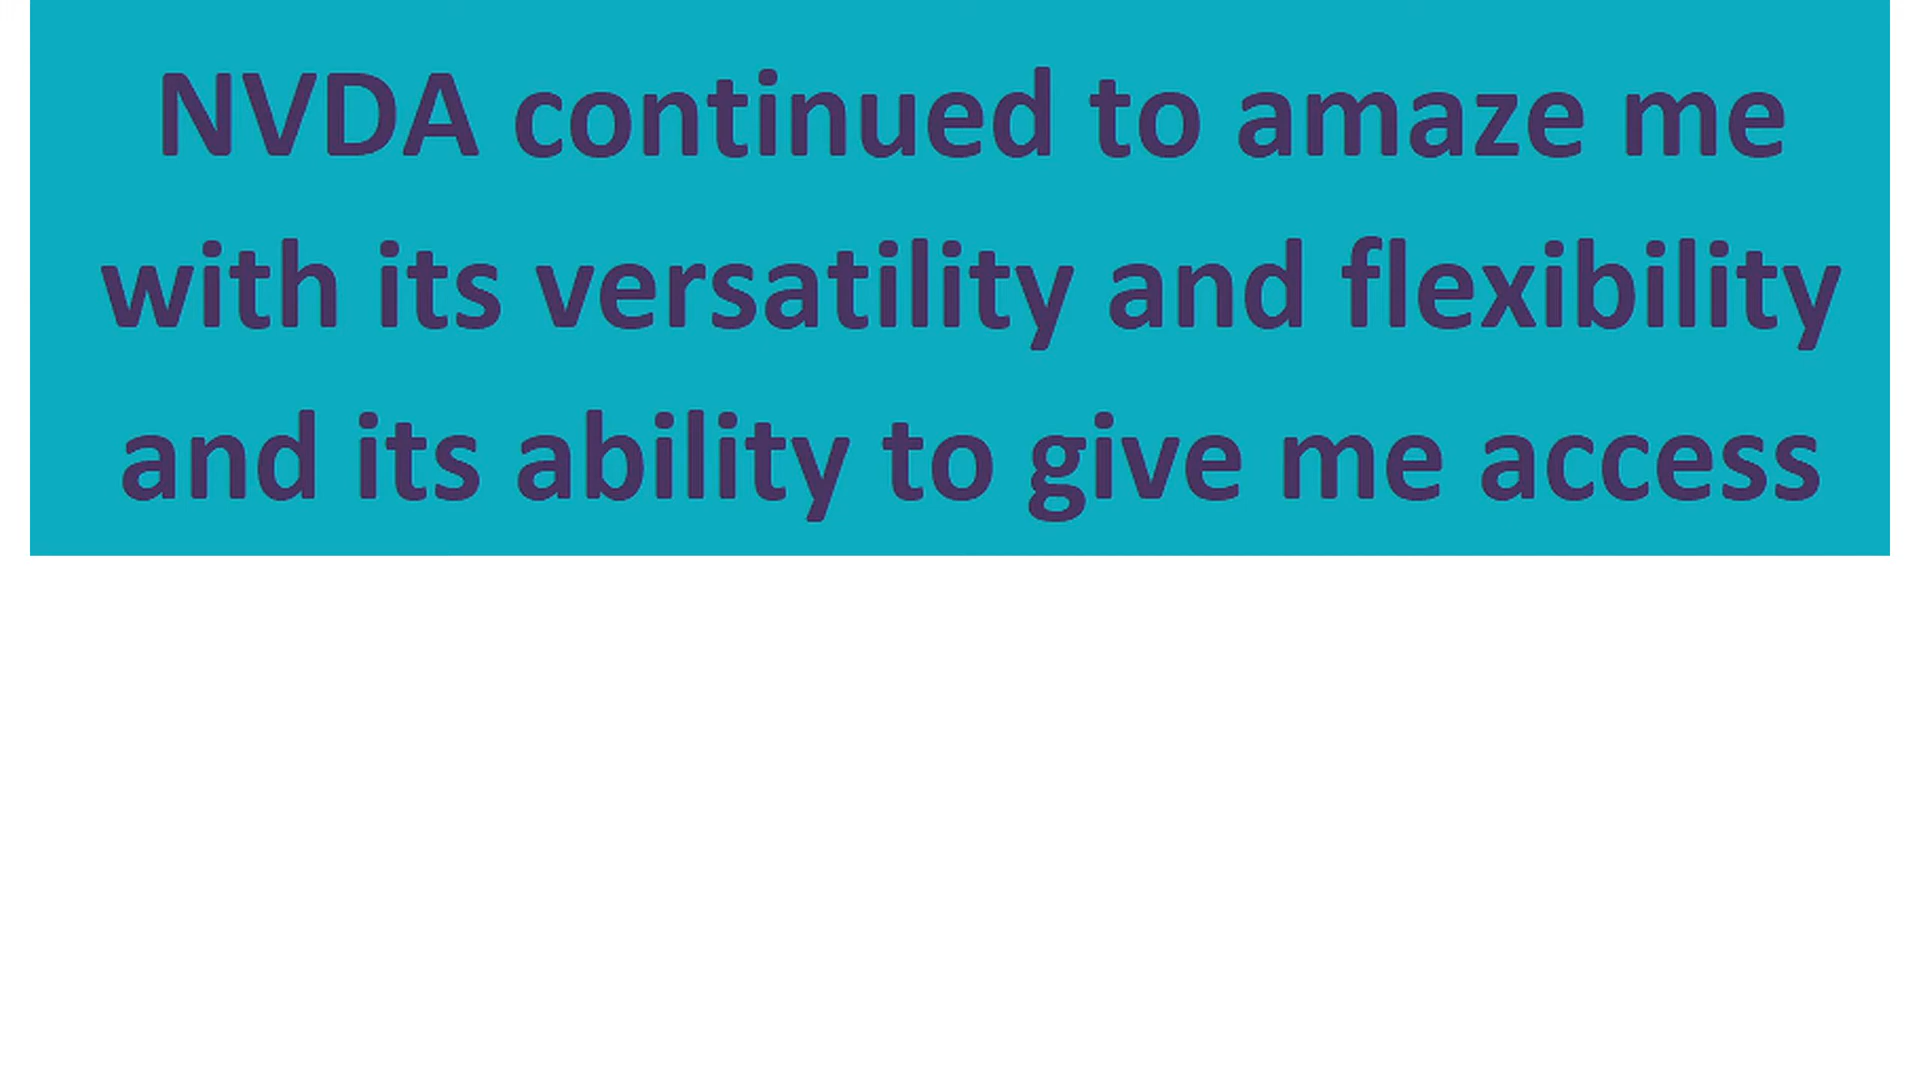 NVDA continued to amaze me
with its versatility and flexibility
and its ability to give me access